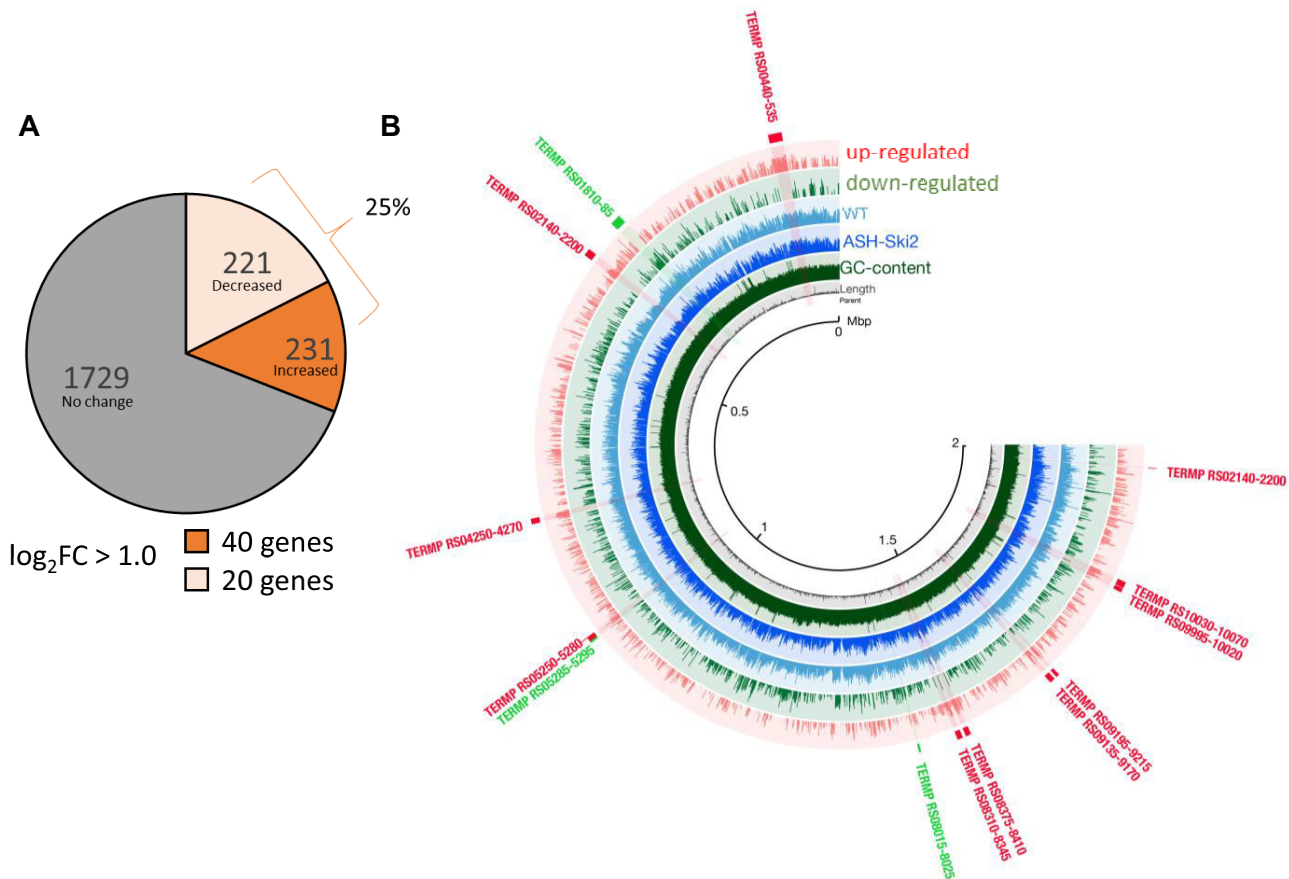 A
25%
221
Decreased
231
Increased
1729
No change
log₂FC > 1.0
40 genes
20 genes
B
TERMP RS00440-535
TERMP RS01810-85
TERMP RS02140-2200
up-regulated
down-regulated
WT
ASH-Ski2
GC-content
Length
Parent
Mbp
0
0.5
1
1.5
2
TERMP RS02140-2200
TERMP RS04250-4270
TERMP RS05250-5280
TERMP RS05285-5295
TERMP RS10030-10070
TERMP RS09995-10020
TERMP RS09195-9215
TERMP RS09135-9170
TERMP RS08375-8410
TERMP RS08310-8345
TERMP RS08015-8025